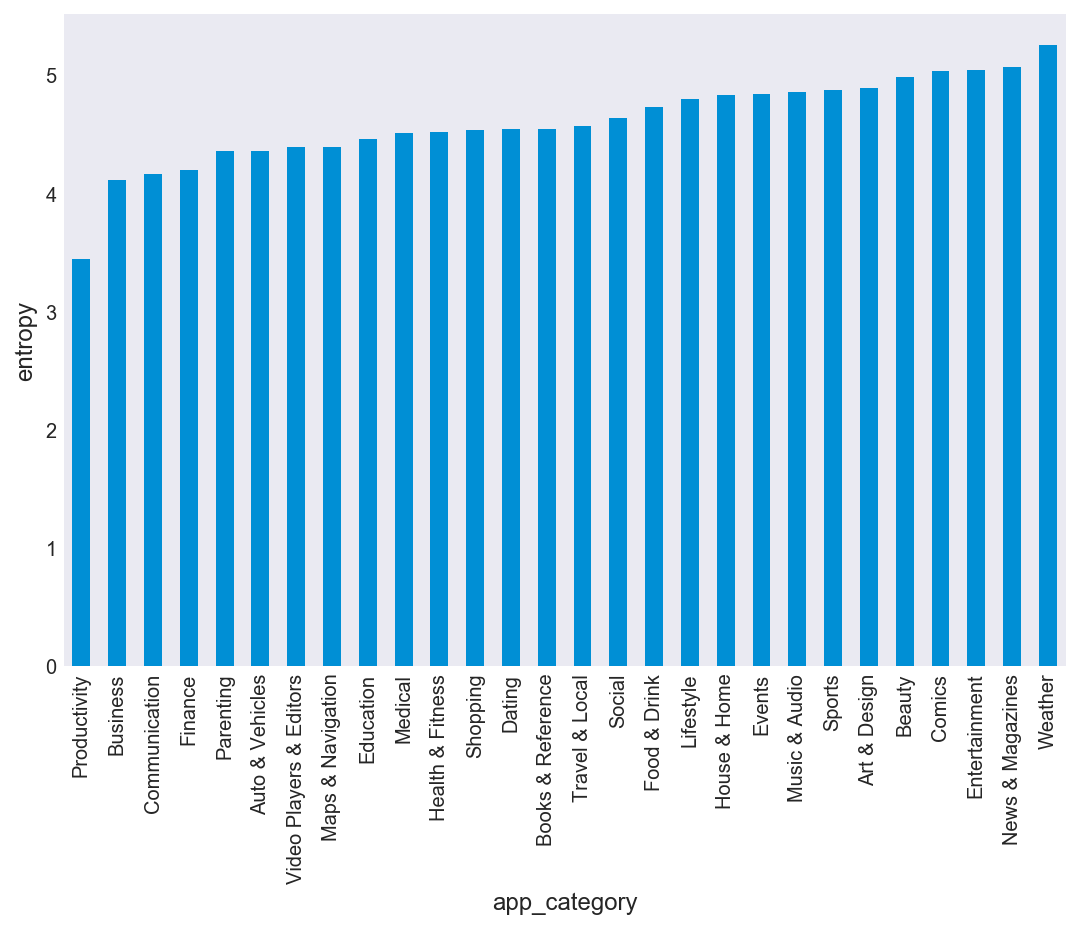 entropy
5
4
3
2
1
0
Productivity
Business
Communication
Finance
Parenting
Auto & Vehicles
Video Players & Editors
Maps & Navigation
Education
Medical
Health & Fitness
Shopping
Dating
Books & Reference
Travel & Local
Social
Food & Drink
Lifestyle
House & Home
Events
Music & Audio
Sports
Art & Design
Beauty
Comics
Entertainment
News & Magazines
Weather
app_category